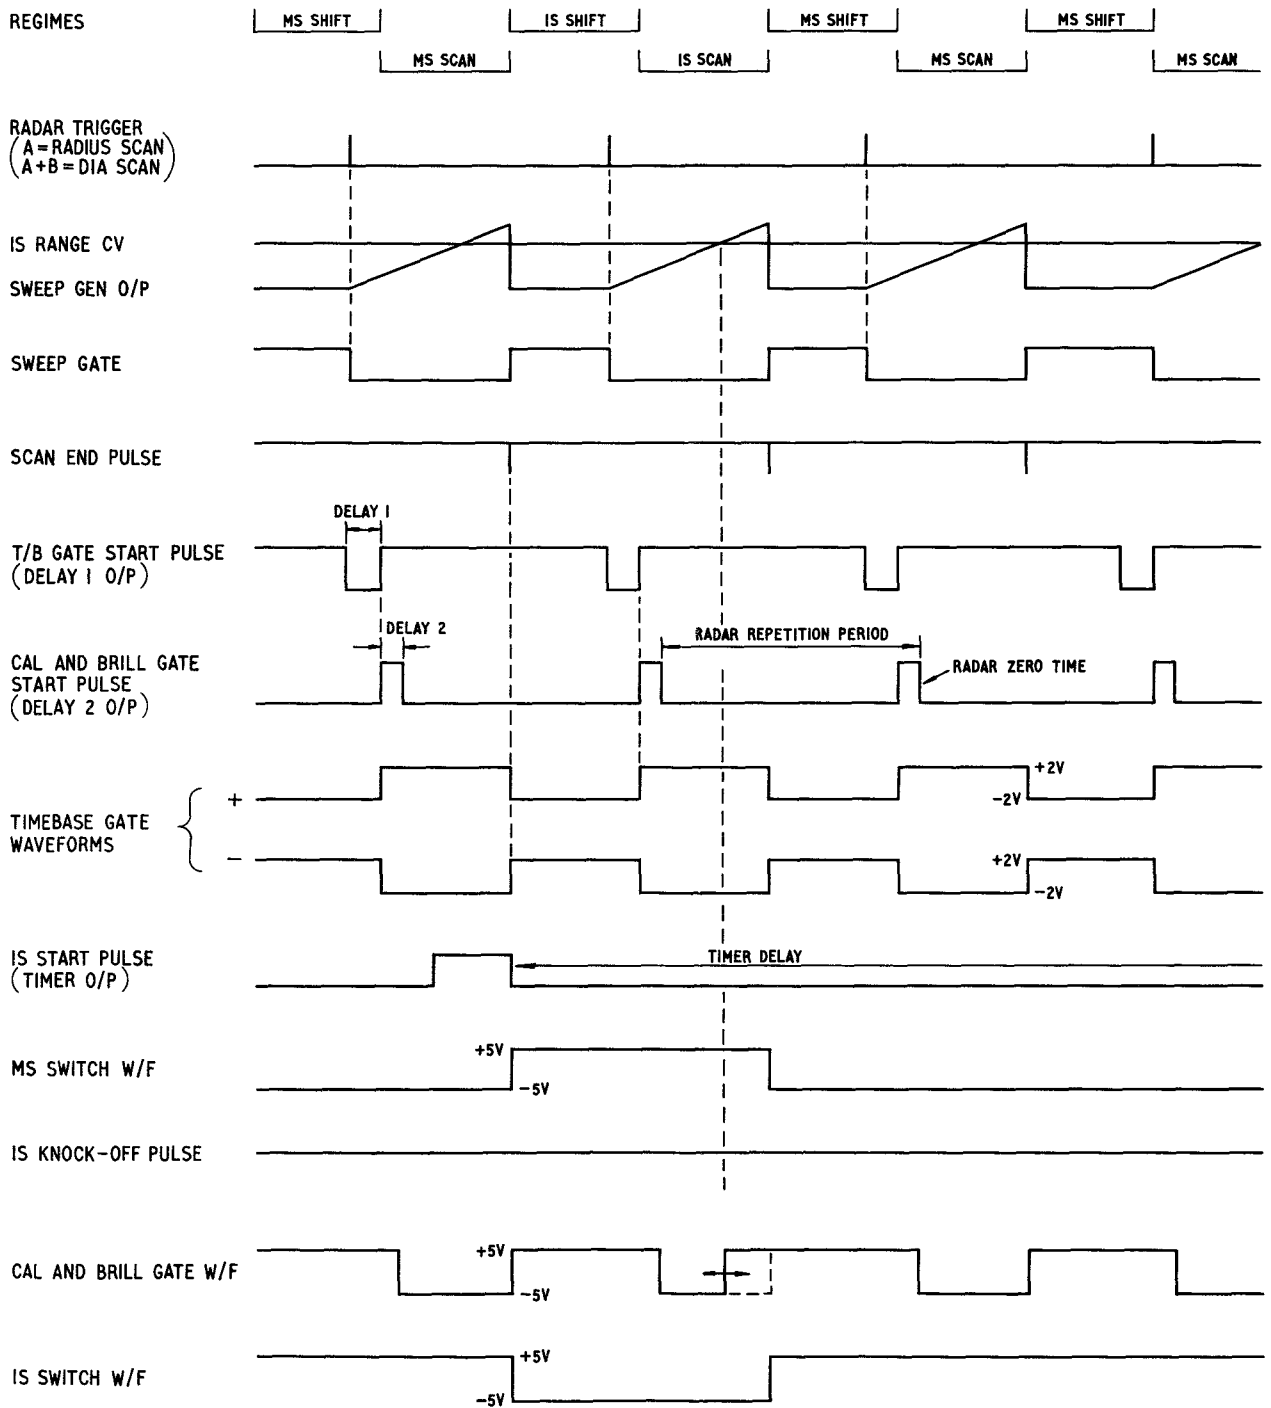 REGIMES
MS SHIFT
IS SHIFT
MS SHIFT
MS SHIFT
MS SCAN
IS SCAN
MS SCAN
MS SCAN
RADAR TRIGGER
(A=RADIUS SCAN)
(A+B=DIA SCAN)
IS RANGE CV
SWEEP GEN O/P
SWEEP GATE
SCAN END PULSE
DELAY 1
T/B GATE START PULSE
(DELAY 1 O/P)
DELAY 2
RADAR REPETITION PERIOD
CAL AND BRILL GATE
START PULSE
(DELAY 2 O/P)
RADAR ZERO TIME
+
+2V
-2V
TIMEBASE GATE
WAVEFORMS
-
+2V
-2V
IS START PULSE
(TIMER O/P)
TIMER DELAY
MS SWITCH W/F
+5V
-5V
IS KNOCK-OFF PULSE
CAL AND BRILL GATE W/F
+5V
-5V
IS SWITCH W/F
+5V
-5V